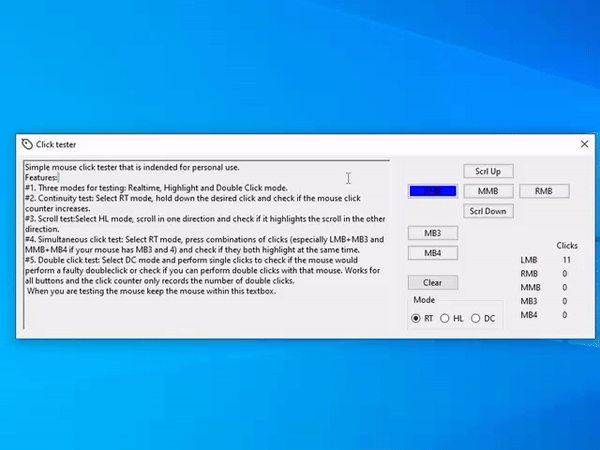 Click tester
Simple mouse click tester that is indended for personal use.
Features:
#1. Three modes for testing: Realtime, Highlight and Double Click mode.
#2. Continuity test: Select RT mode, hold down the desired click and check if the mouse click
counter increases.
#3. Scroll test:Select HL mode, scroll in one direction and check if it highlights the scroll in the other
direction.
#4. Simultaneous click test: Select RT mode, press combinations of clicks (especially LMB+MB3 and
MMB+MB4 if your mouse has MB3 and 4) and check if they both highlight at the same time.
#5. Double click test: Select DC mode and perform single clicks to check if the mouse would
perform a faulty doubleclick or check if you can perform double clicks with that mouse. Works for
all buttons and the click counter only records the number of double clicks.
When you are testing the mouse keep the mouse within this textbox.
Scrl Up
LMB MMB RMB
Scrl Down
MB3
MB4
Clear
Mode
RT HL DC
Clicks
LMB 11
RMB 0
MMB 0
MB3 0
MB4 0